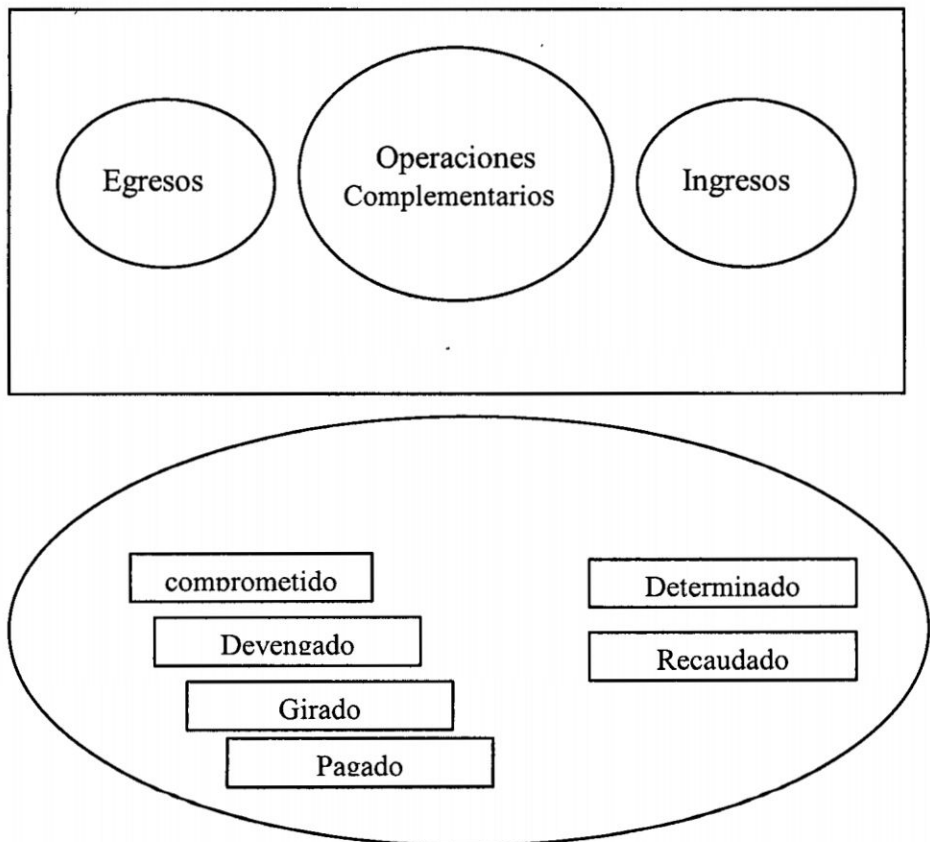 Egresos
Operaciones
Complementarios
Ingresos
comprometido
Devengado
Girado
Pagado
Determinado
Recaudado